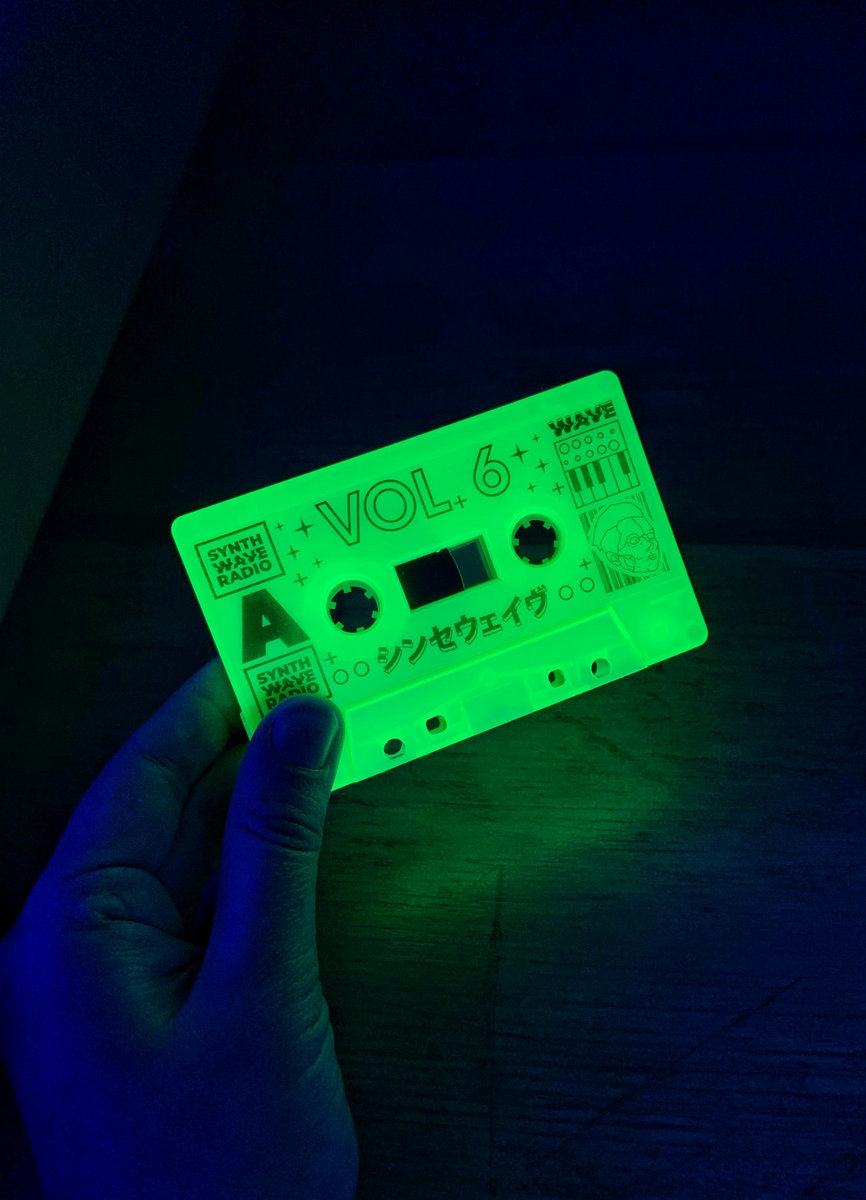 VOL 6
WAVE
SYNTH
WAVE
RADIO
A
シンセウェイヴ
SYNTH
WAVE
RADIO